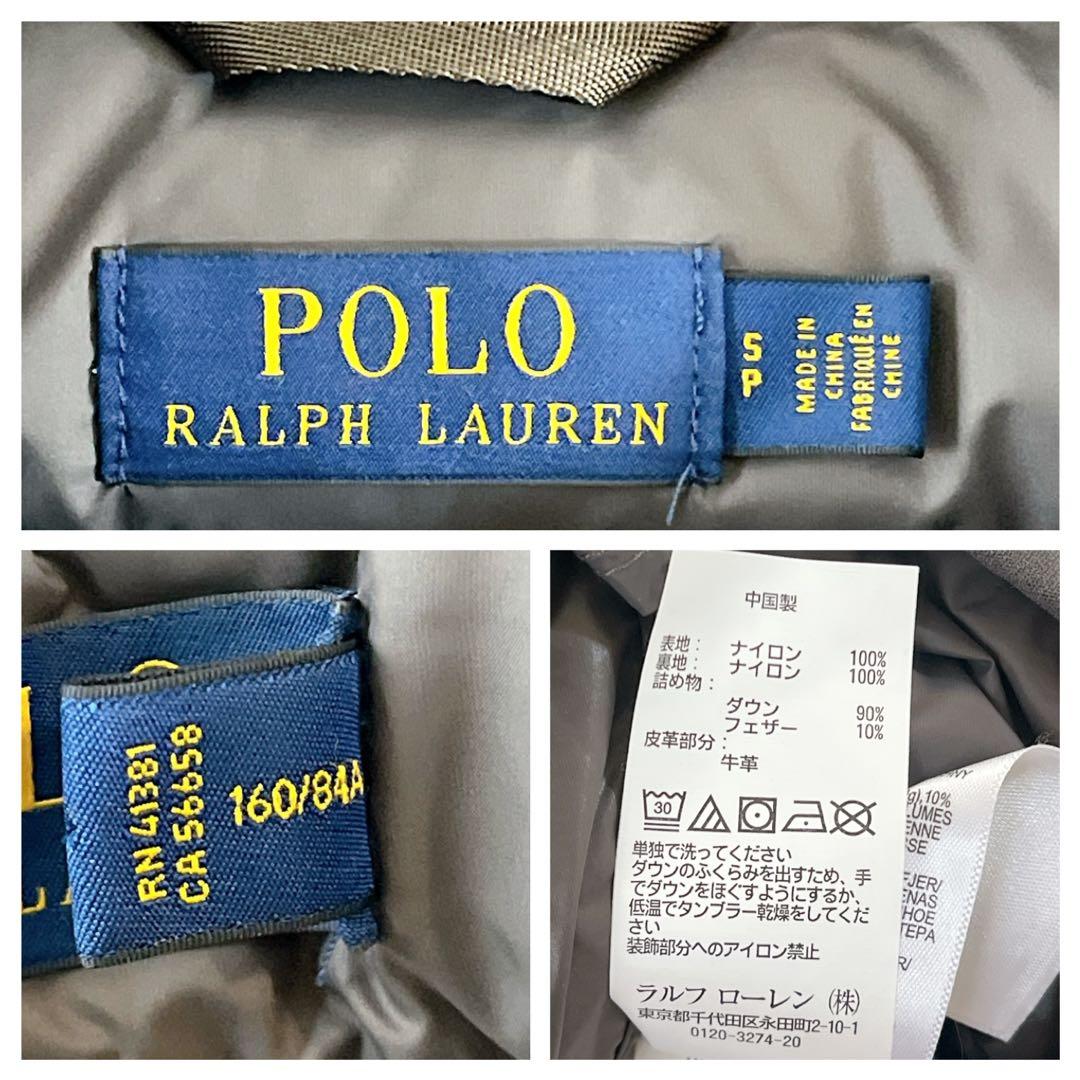 POLO
RALPH LAUREN
S
P
MADE IN
CHINA
FABRIQUÉ EN
CHINE
RN 41381
CA56658
160/84A
中国製
表地: ナイロン 100%
裏地: ナイロン 100%
詰め物:
ダウン 90%
フェザー 10%
皮革部分:
牛革
30
単独で洗ってください
ダウンのふくらみを出すため、手
でダウンをほぐすようにするか、
低温でタンブラー乾燥をしてくだ
さい
装飾部分へのアイロン禁止
ラルフ ローレン (株)
東京都千代田区永田町2-10-1
0120-3274-20
10%